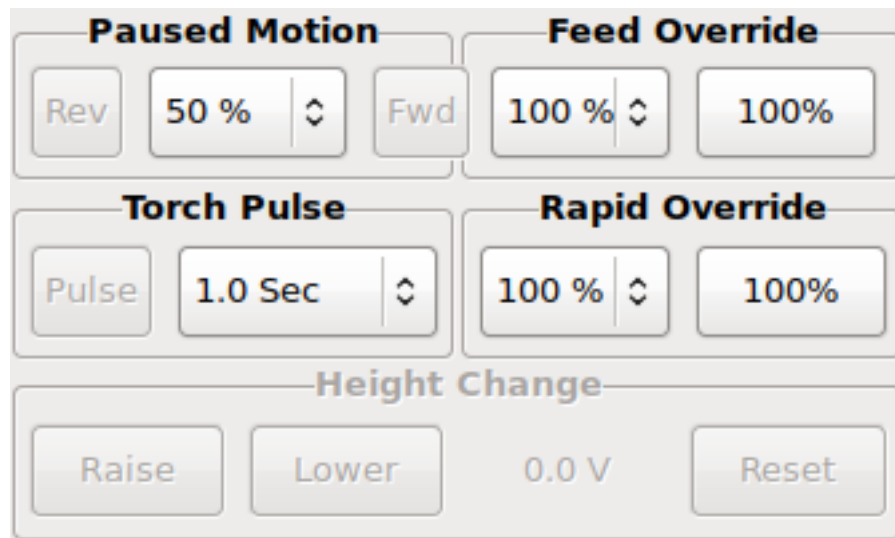 Paused Motion Feed Override
Rev 50 % Fwd 100 % 100%
Torch Pulse Rapid Override
Pulse 1.0 Sec 100 % 100%
Height Change
Raise Lower 0.0 V Reset